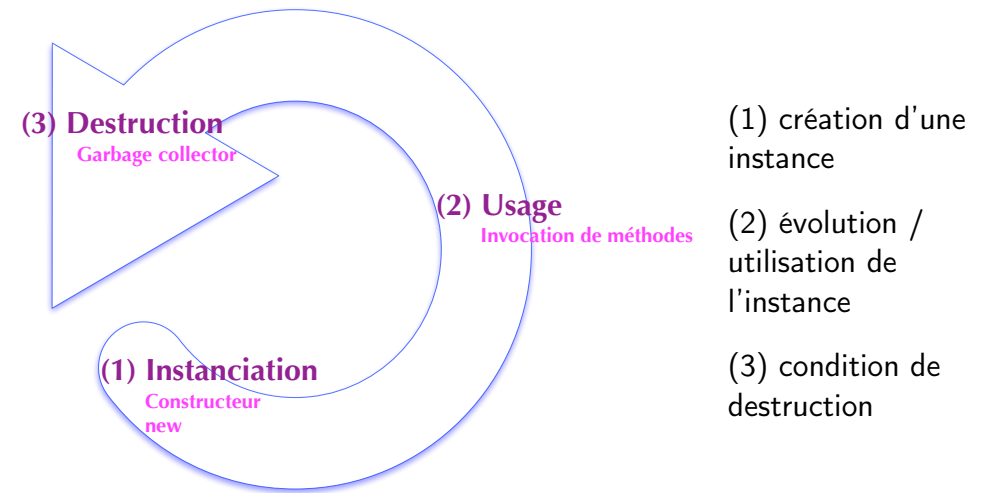 (3) Destruction
Garbage collector
(2) Usage
Invocation de méthodes
(1) Instanciation
Constructeur
new
(1) création d'une
instance
(2) évolution /
utilisation de
l'instance
(3) condition de
destruction